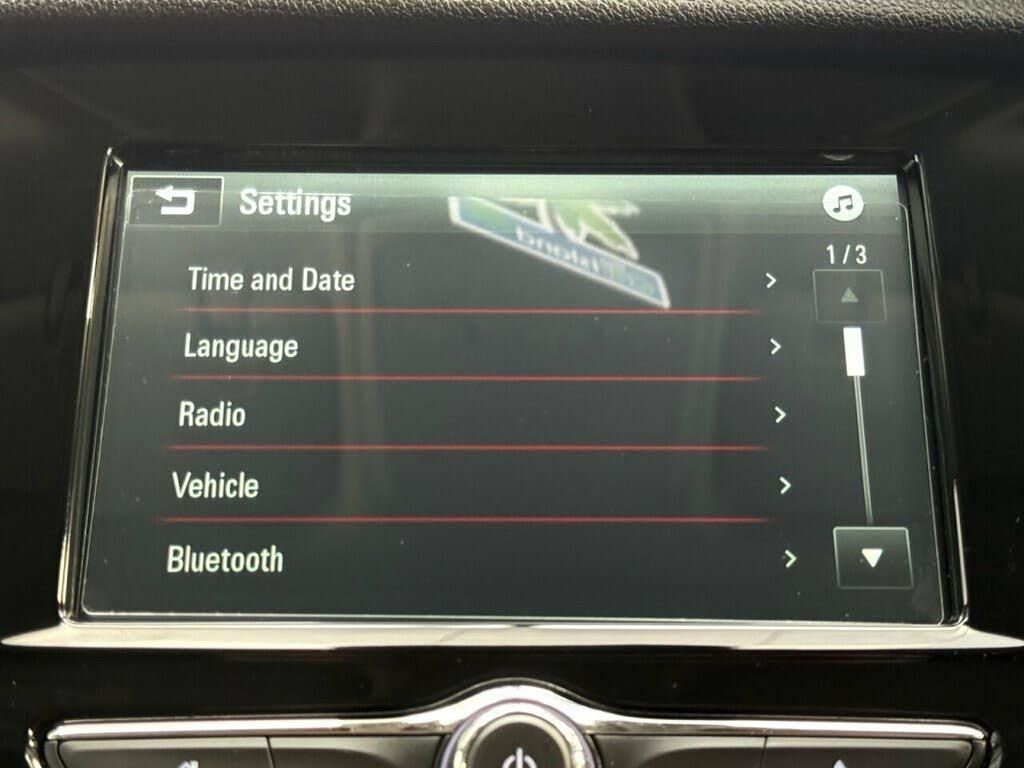 Settings
1/3
Time and Date
Language
Radio
Vehicle
Bluetooth